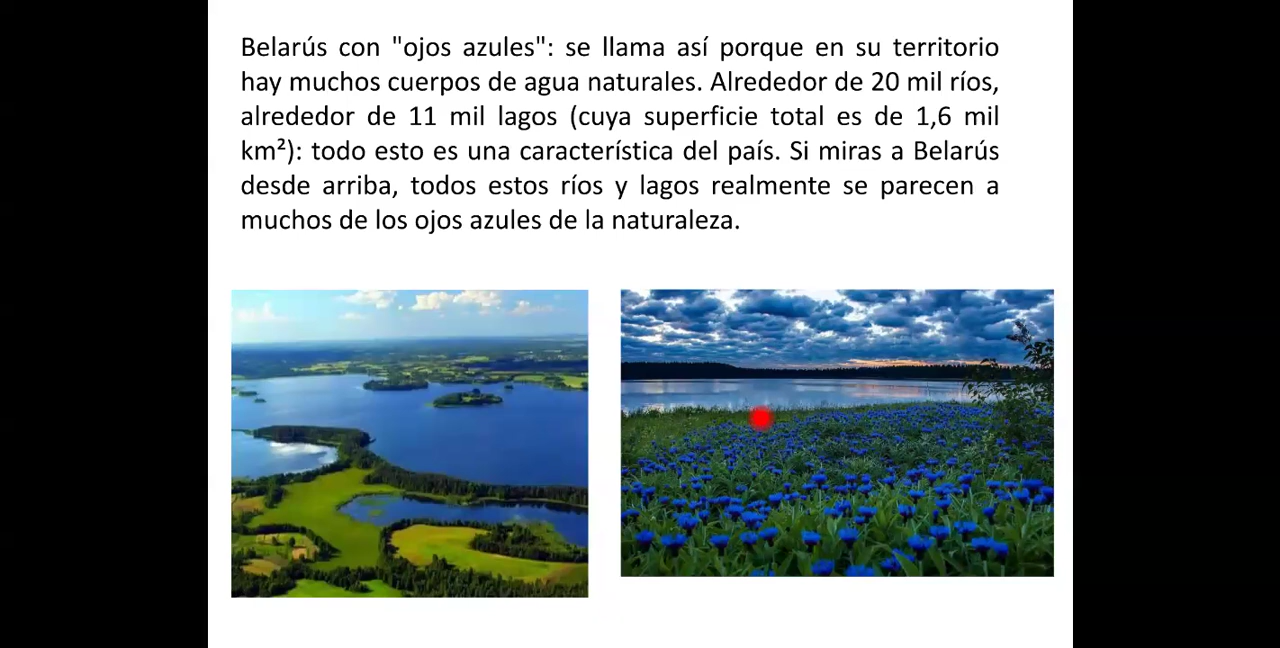 Belarús con "ojos azules": se llama así porque en su territorio
hay muchos cuerpos de agua naturales. Alrededor de 20 mil ríos,
alrededor de 11 mil lagos (cuya superficie total es de 1,6 mil
km²): todo esto es una característica del país. Si miras a Belarús
desde arriba, todos estos ríos y lagos realmente se parecen a
muchos de los ojos azules de la naturaleza.